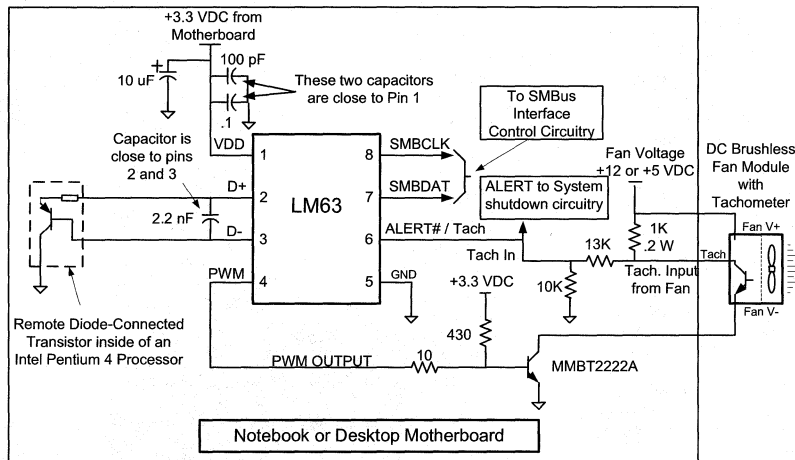 +3.3 VDC from
Motherboard
100 pF
+
10 uF
These two capacitors
are close to Pin 1
.1
To SMBus
Interface
Control Circuitry
Capacitor is
close to pins
2 and 3
VDD
1
8
SMBCLK
Fan Voltage
+12 or +5 VDC
DC Brushless
Fan Module
with
Tachometer
D+
2
LM63
7
SMBDAT
ALERT to System
shutdown circuitry
2.2 nF
D-
3
6
ALERT# / Tach
1K
.2 W
Fan V+
Tach In
13K
Tach
Tach. Input
from Fan
PWM
4
5
GND
+3.3 VDC
10K
Fan V-
Remote Diode-Connected
Transistor inside of an
Intel Pentium 4 Processor
430
PWM OUTPUT
10
MMBT2222A
Notebook or Desktop Motherboard